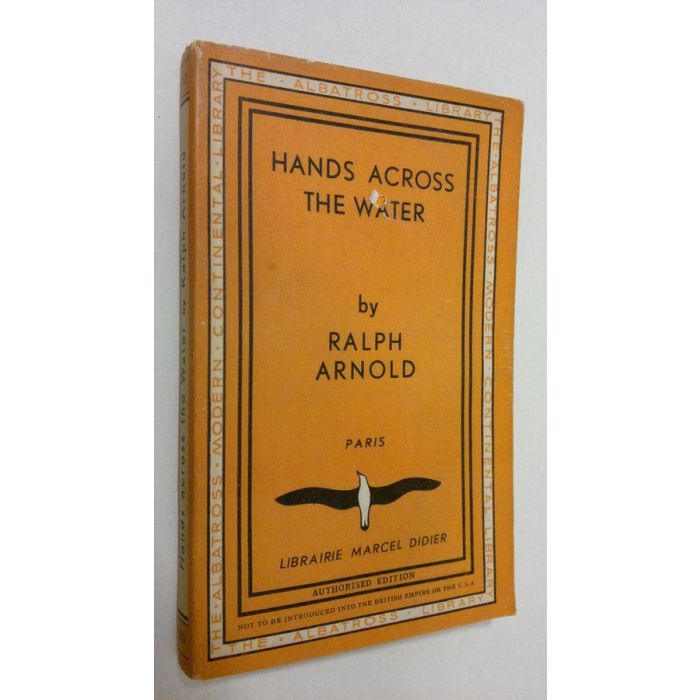 THE · ALBATROSS · LIBRARY
THE · ALBATROSS · MODERN · CONTINENTAL · LIBRARY
HANDS ACROSS
THE WATER
by
RALPH
ARNOLD
PARIS
LIBRAIRIE MARCEL DIDIER
AUTHORISED EDITION
NOT TO BE INTRODUCED INTO THE BRITISH EMPIRE OR THE U.S.A.
THE · ALBATROSS · MODERN · CONTINENTAL · LIBRARY
THE · ALBATROSS · LIBRARY
Hands across the Water by Ralph Arnold